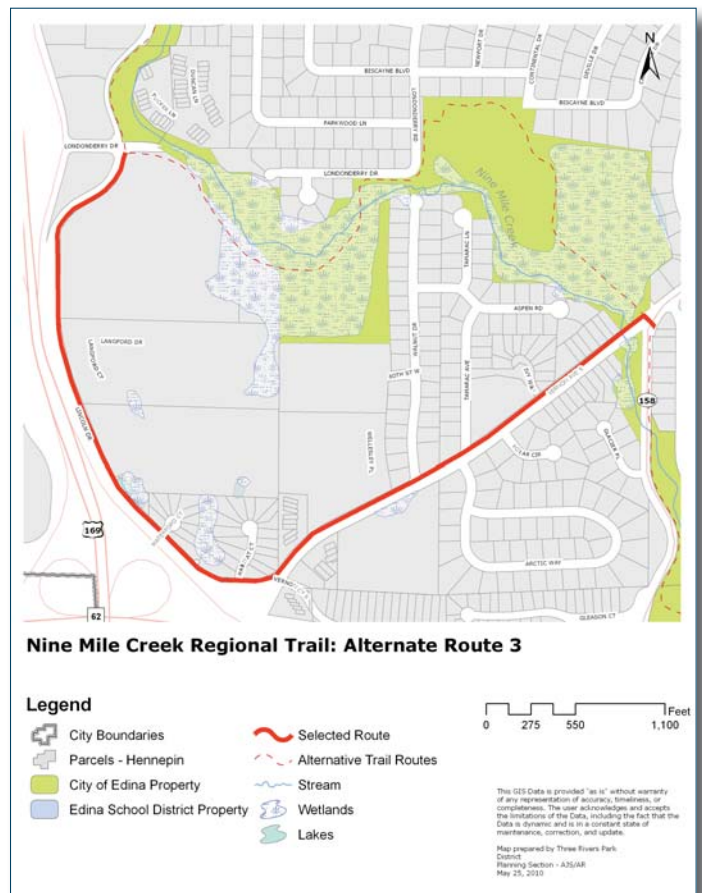 N
NEWPORT DR
CONTINENTAL DR
DEVILLE DR
BISCAYNE BLVD
DUNCAN LN
BISCAYNE BLVD
PARKWOOD LN
LONDONDERRY RD
LONDONDERRY DR
LONDONDERRY DR
Nine Mile Creek
TAMARAC LN
ASPEN RD
LANGFORD DR
LANGFORD CT
WALNUT DR
60TH ST W
TAMARAC AVE
158
LINCOLN DR
WELLESLEY PL
GLACIER PL
169
HABITAT CT
ARCTIC WAY
GLEASON CT
62
Nine Mile Creek Regional Trail: Alternate Route 3
Legend
City Boundaries
Parcels - Hennepin
City of Edina Property
Edina School District Property
Selected Route
Alternative Trail Routes
Stream
Wetlands
Lakes
Feet
0 275 550 1,100
This GIS Data is provided "as is" without warranty
of any representation of accuracy, timeliness, or
completeness. The user acknowledges and accepts
the limitations of the Data, including the fact that the
Data is dynamic and is in a constant state of
maintenance, correction, and update.
Map prepared by Three Rivers Park
District
Planning Section - AJS/AR
May 25, 2010